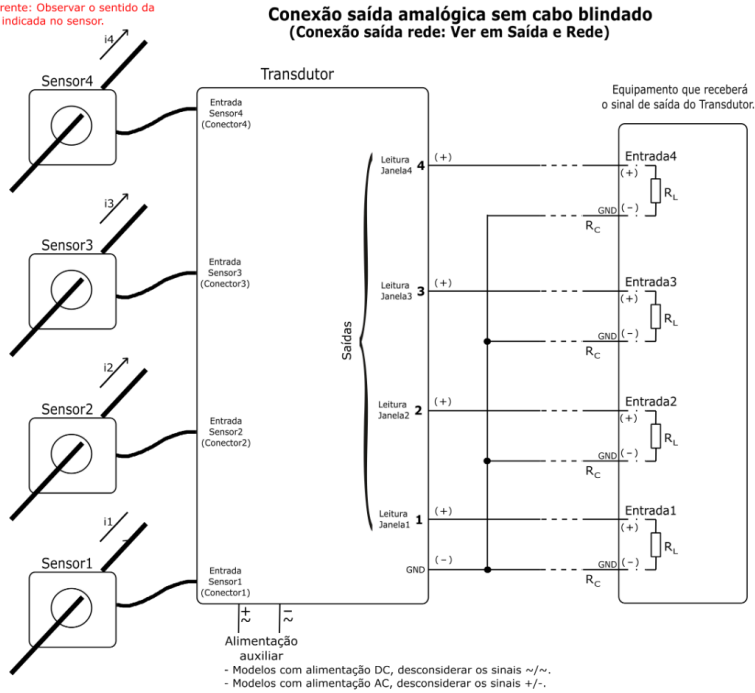 rente: Observar o sentido da
indicada no sensor.
Conexão saída amalógica sem cabo blindado
(Conexão saída rede: Ver em Saída e Rede)
i4
Sensor4
Transdutor
Entrada
Sensor4
(Conector4)
Equipamento que receberá
o sinal de saída do Transdutor.
Leitura
Janela4
4
(+)
Entrada4
(+)
RL
GND
(-)
RC
i3
Sensor3
Entrada
Sensor3
(Conector3)
Leitura
Janela3
3
(+)
Entrada3
(+)
RL
GND
(-)
RC
Saídas
i2
Sensor2
Entrada
Sensor2
(Conector2)
Leitura
Janela2
2
(+)
Entrada2
(+)
RL
GND
(-)
RC
i1
Sensor1
Entrada
Sensor1
(Conector1)
Leitura
Janela1
1
(+)
Entrada1
(+)
RL
GND
(-)
GND
(-)
RC
+
~
-
~
Alimentação
auxiliar
- Modelos com alimentação DC, desconsiderar os sinais ~/~.
- Modelos com alimentação AC, desconsiderar os sinais +/-.